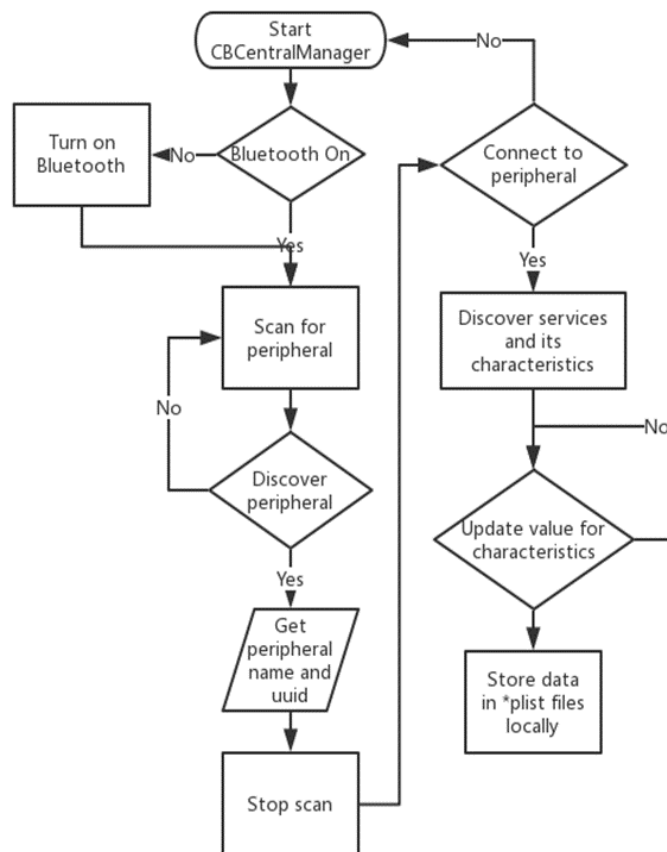 Start
CBCentralManager
No
Turn on
Bluetooth
No
Bluetooth On
Connect to
peripheral
Yes
Yes
Scan for
peripheral
Discover services
and its
characteristics
No
No
Discover
peripheral
Update value for
characteristics
Yes
Get
peripheral
name and
uuid
Store data
in *plist files
locally
Stop scan